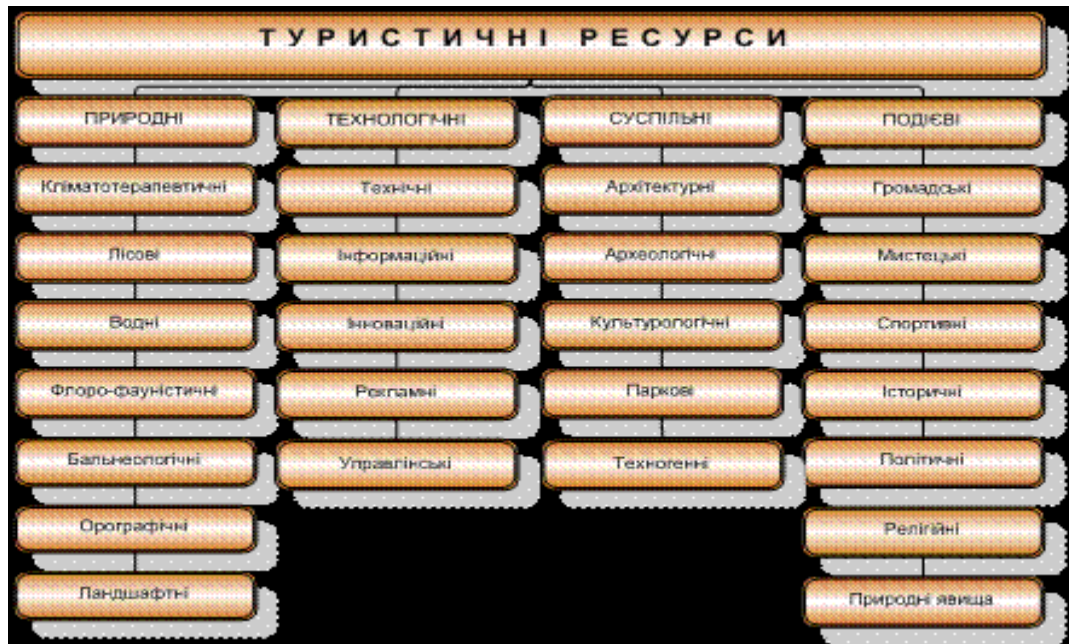 ТУРИСТИЧНІ РЕСУРСИ
ПРИРОДНІ
Кліматотерапевтичні
Лісові
Водні
Флоро-фауністичні
Бальнеологічні
Орографічні
Ландшафтні
ТЕХНОЛОГІЧНІ
Технічні
Інформаційні
Інноваційні
Рекламні
Управлінські
СУСПІЛЬНІ
Архітектурні
Археологічні
Культурологічні
Паркові
Техногенні
ПОДІЄВІ
Громадські
Мистецькі
Спортивні
Історичні
Політичні
Релігійні
Природні явища